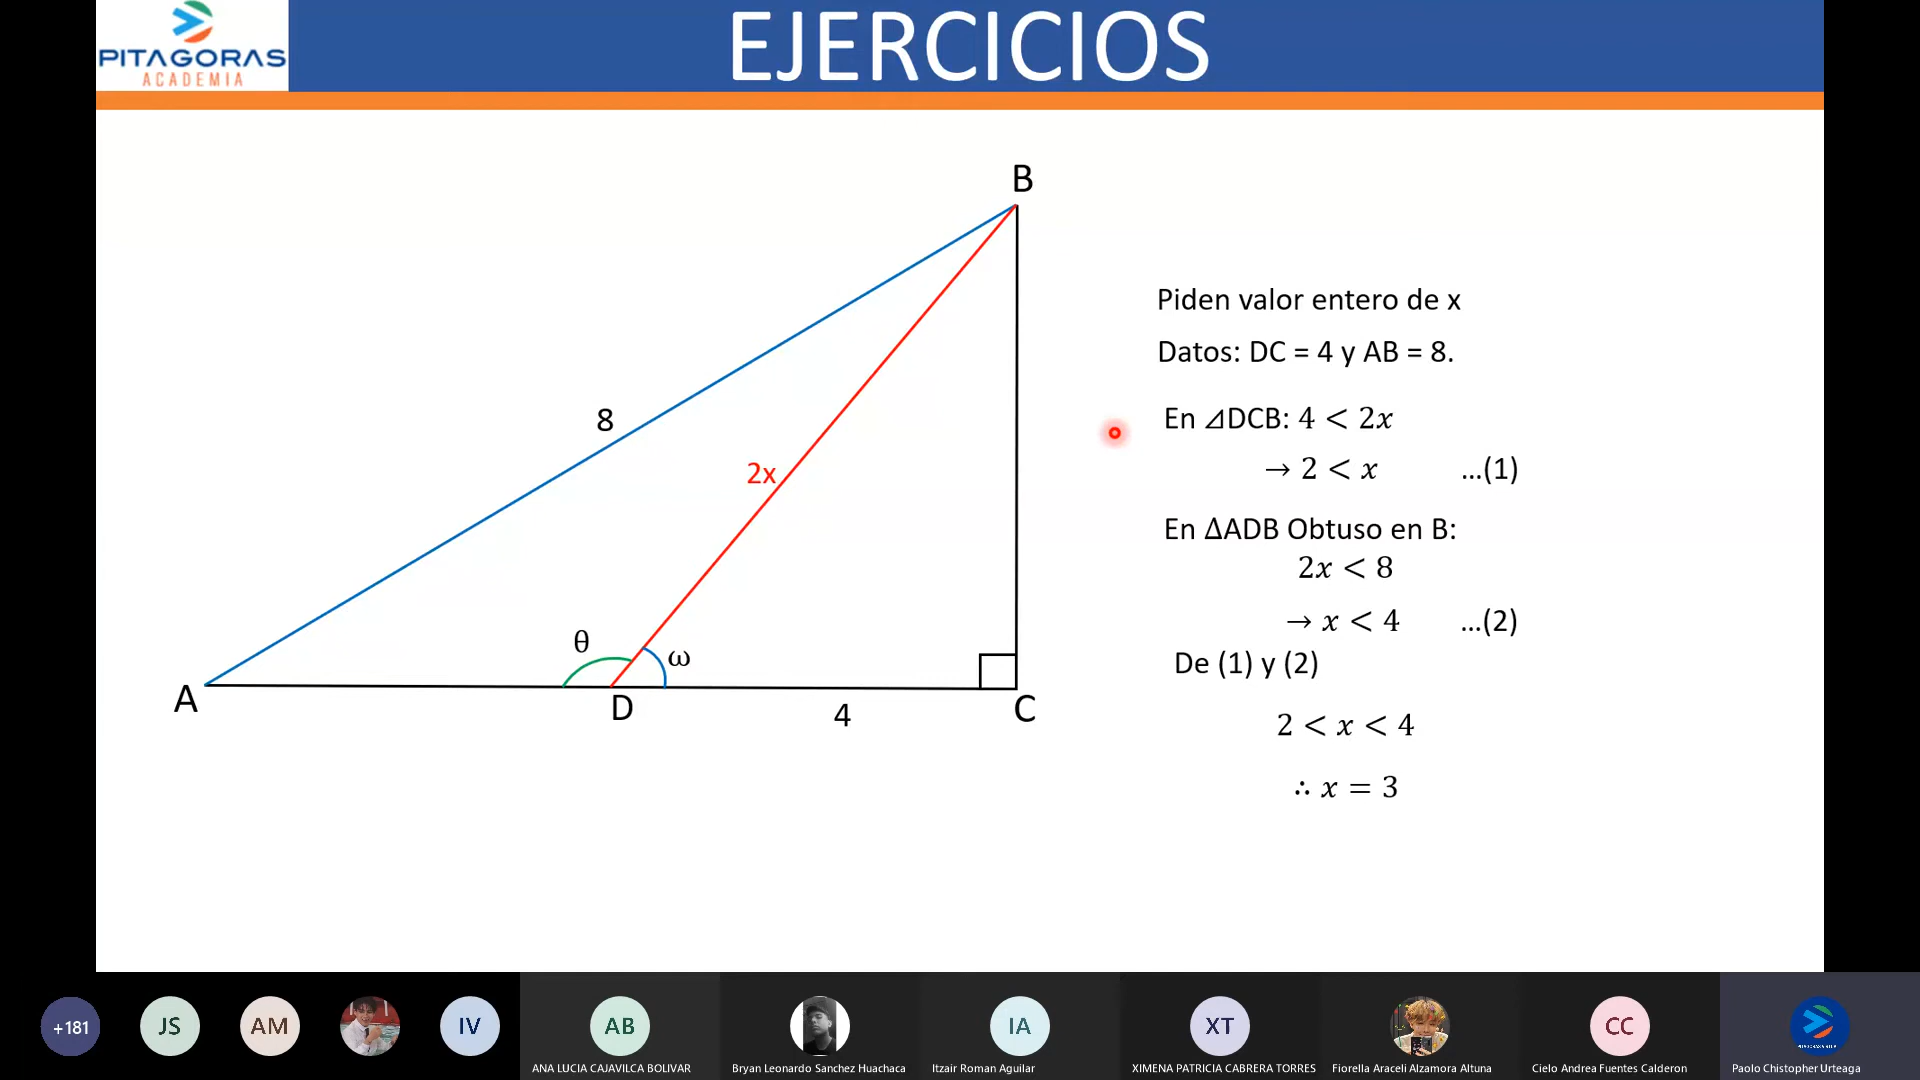 PITAGORAS
ACADEMIA
EJERCICIOS
B
8
2x
θ
ω
A
D
4
C
Piden valor entero de x
Datos: DC = 4 y AB = 8.
En ⊿DCB: 4 < 2x
→ 2 < x ...(1)
En ΔADB Obtuso en B:
2x < 8
→ x < 4 ...(2)
De (1) y (2)
2 < x < 4
∴ x = 3
+181
JS
AM
IV
AB
IA
XT
CC
ANA LUCIA CAJAVILCA BOLIVAR
Bryan Leonardo Sanchez Huachaca
Itzair Roman Aguilar
XIMENA PATRICIA CABRERA TORRES
Fiorella Araceli Alzamora Altuna
Cielo Andrea Fuentes Calderon
Paolo Chistopher Urteaga